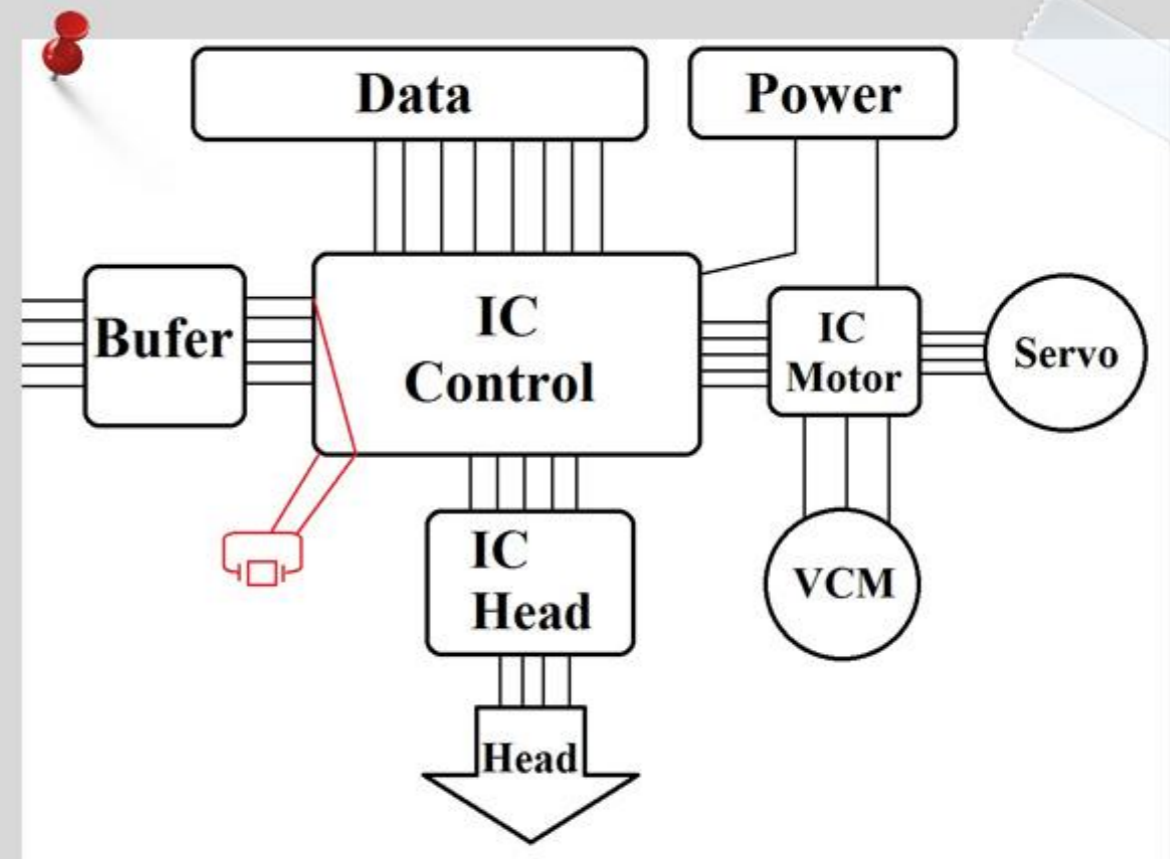 Data
Power
Bufer
IC
Control
IC
Motor
Servo
IC
Head
VCM
Head